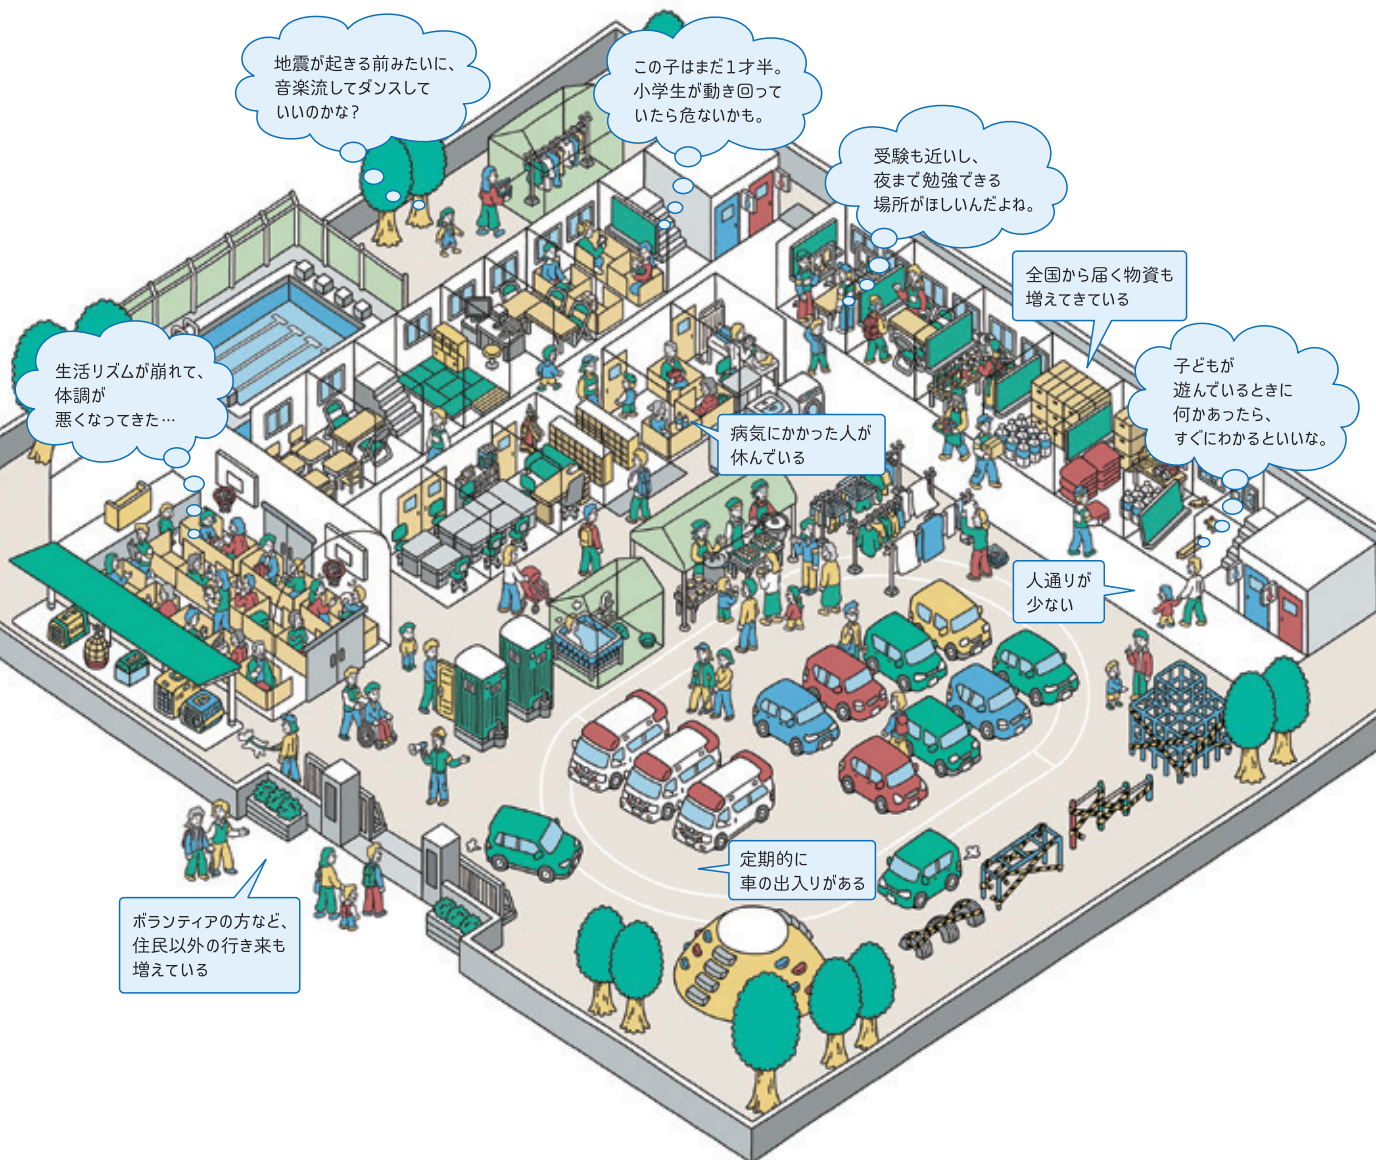 地震が起きる前みたいに、
音楽流してダンスして
いいのかな？
この子はまだ1才半。
小学生が動き回って
いたら危ないかも。
受験も近いし、
夜まで勉強できる
場所がほしいんだよね。
全国から届く物資も
増えてきている
子どもが
遊んでいるときに
何かあったら、
すぐにわかるといいな。
生活リズムが崩れて、
体調が
悪くなってきた…
病気にかかった人が
休んでいる
人通りが
少ない
定期的に
車の出入りがある
ボランティアの方など、
住民以外の行き来も
増えている